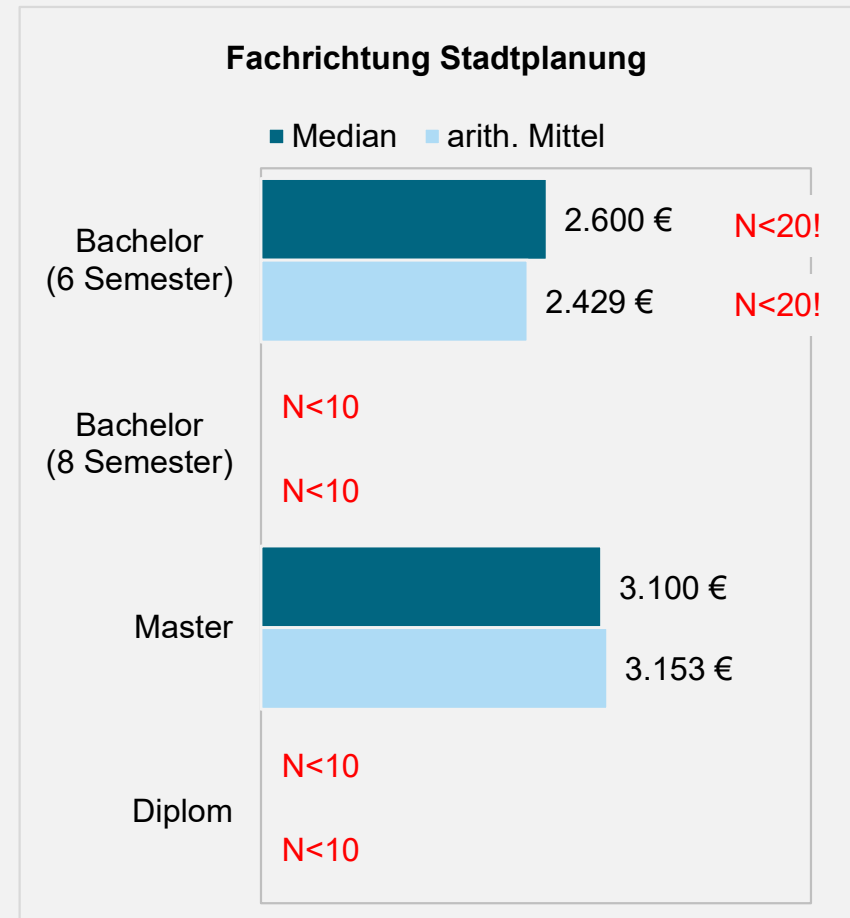 Fachrichtung Stadtplanung
Median arith. Mittel
Bachelor
(6 Semester)
2.600 € N<20!
2.429 € N<20!
Bachelor
(8 Semester)
N<10
N<10
Master
3.100 €
3.153 €
Diplom
N<10
N<10